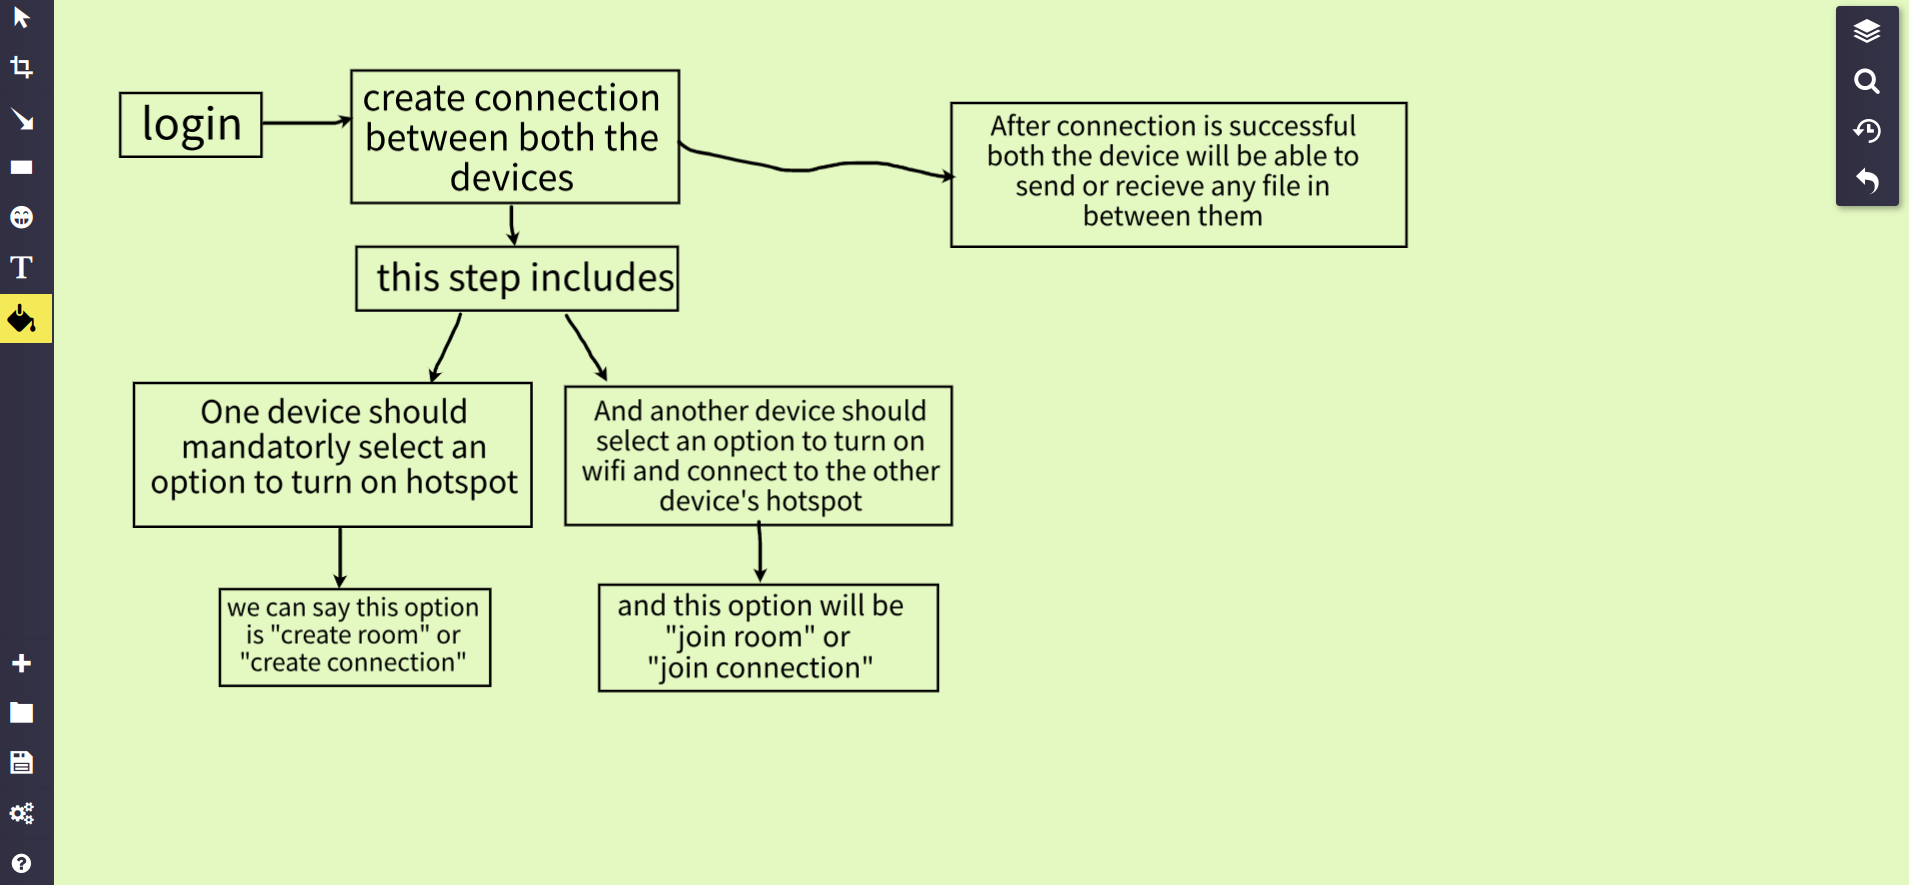 login
create connection
between both the
devices
After connection is successful
both the device will be able to
send or recieve any file in
between them
this step includes
One device should
mandatorly select an
option to turn on hotspot
And another device should
select an option to turn on
wifi and connect to the other
device's hotspot
we can say this option
is "create room" or
"create connection"
and this option will be
"join room" or
"join connection"
T